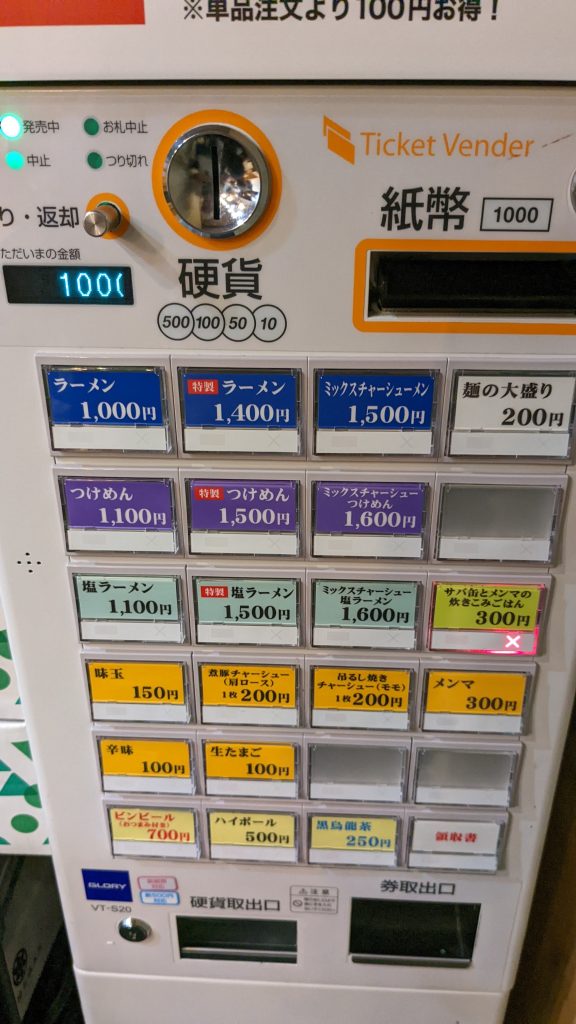 ※単品注文より100円お得！
発売中 お札中止
中止 つり切れ
Ticket Vender
り・返却
紙幣 1000
ただいまの金額
硬貨
500 100 50 10
ラーメン
1,000円
特製 ラーメン
1,400円
ミックスチャーシューメン
1,500円
麺の大盛り
200円
つけめん
1,100円
特製 つけめん
1,500円
ミックスチャーシュー
つけめん
1,600円
塩ラーメン
1,100円
特製 塩ラーメン
1,500円
ミックスチャーシュー
塩ラーメン
1,600円
サバ缶とメンマの
炊きこみごはん
300円
×
味玉
150円
煮豚チャーシュー
(肩ロース)
1枚200円
吊るし焼き
チャーシュー(モモ)
1枚200円
メンマ
300円
辛味
100円
生たまご
100円
ビンビール
(おつまみ付き)
700円
ハイボール
500円
黒烏龍茶
250円
領収書
GLORY
VT-S20
硬貨取出口
注意
券取出口